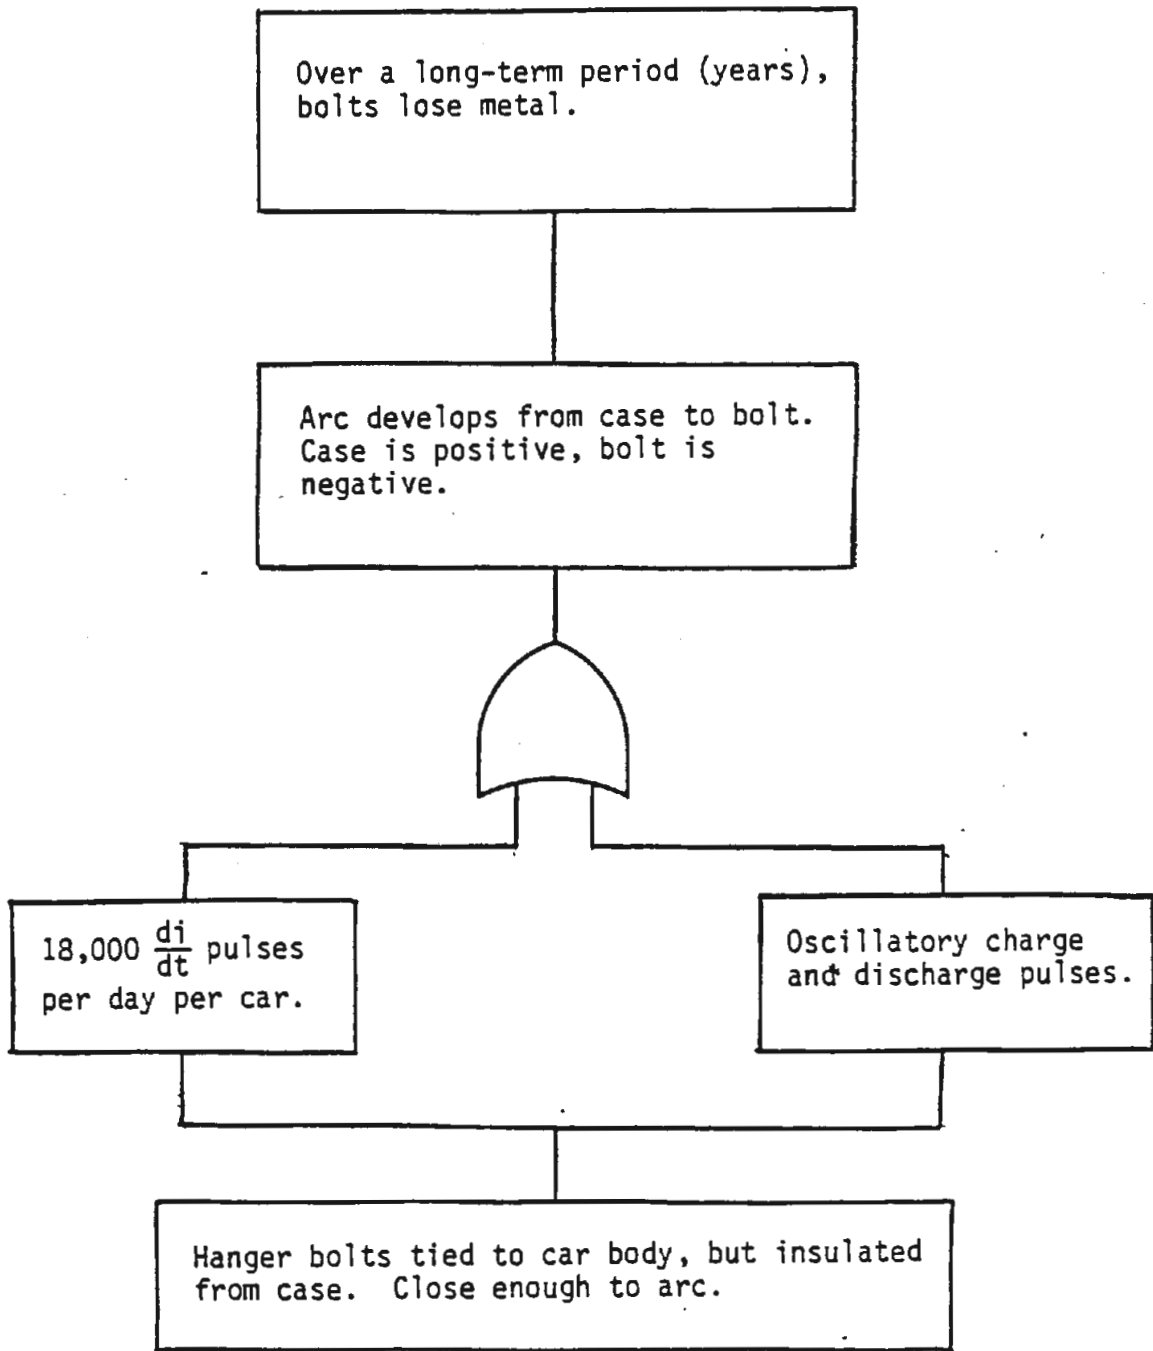 Over a long-term period (years),
bolts lose metal.
Arc develops from case to bolt.
Case is positive, bolt is
negative.
18,000 di/dt pulses
per day per car.
Oscillatory charge
and discharge pulses.
Hanger bolts tied to car body, but insulated
from case. Close enough to arc.